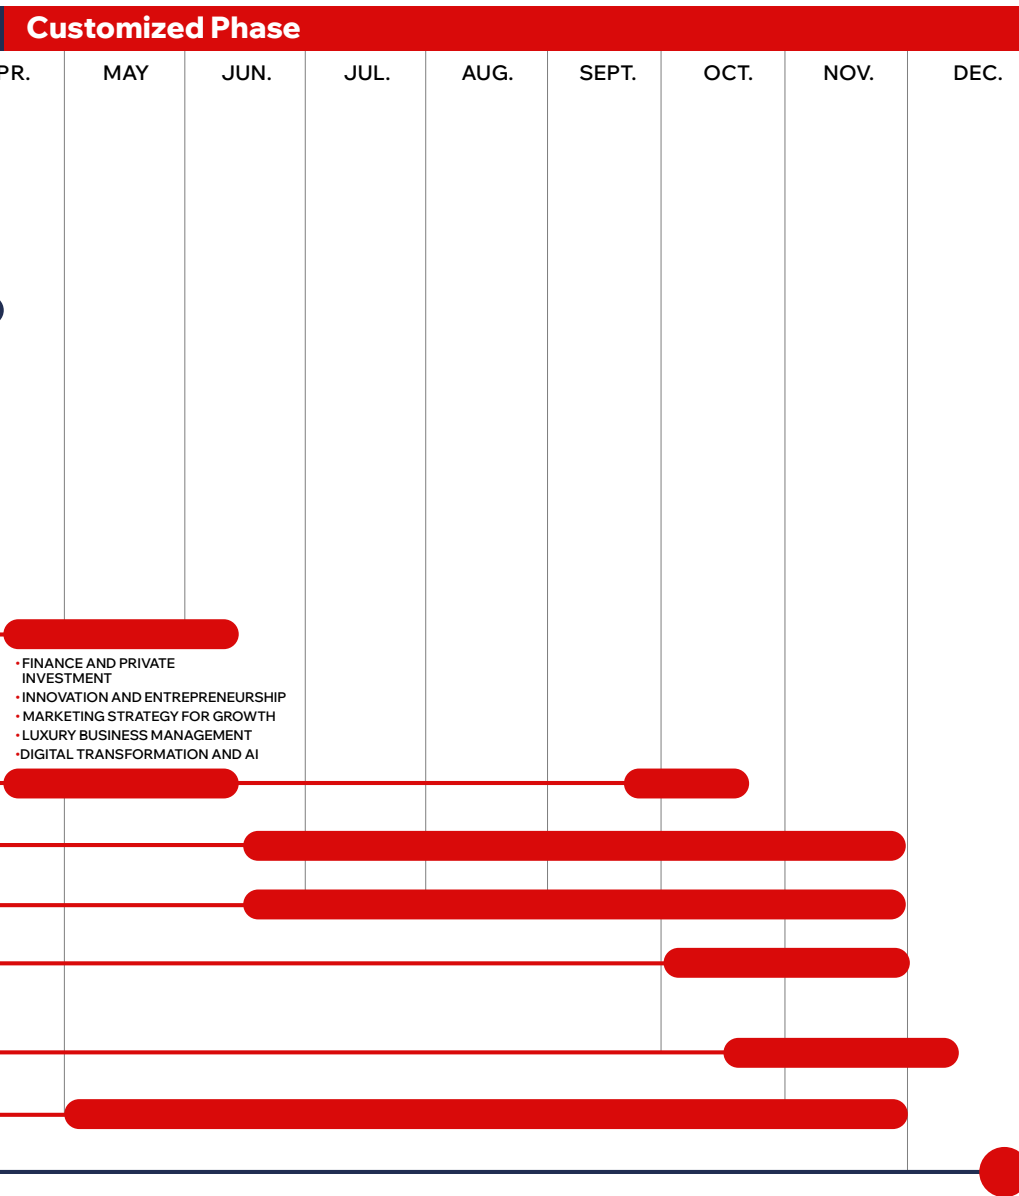 Customized Phase
PR. MAY JUN. JUL. AUG. SEPT. OCT. NOV. DEC.
•FINANCE AND PRIVATE
INVESTMENT
•INNOVATION AND ENTREPRENEURSHIP
•MARKETING STRATEGY FOR GROWTH
•LUXURY BUSINESS MANAGEMENT
•DIGITAL TRANSFORMATION AND AI